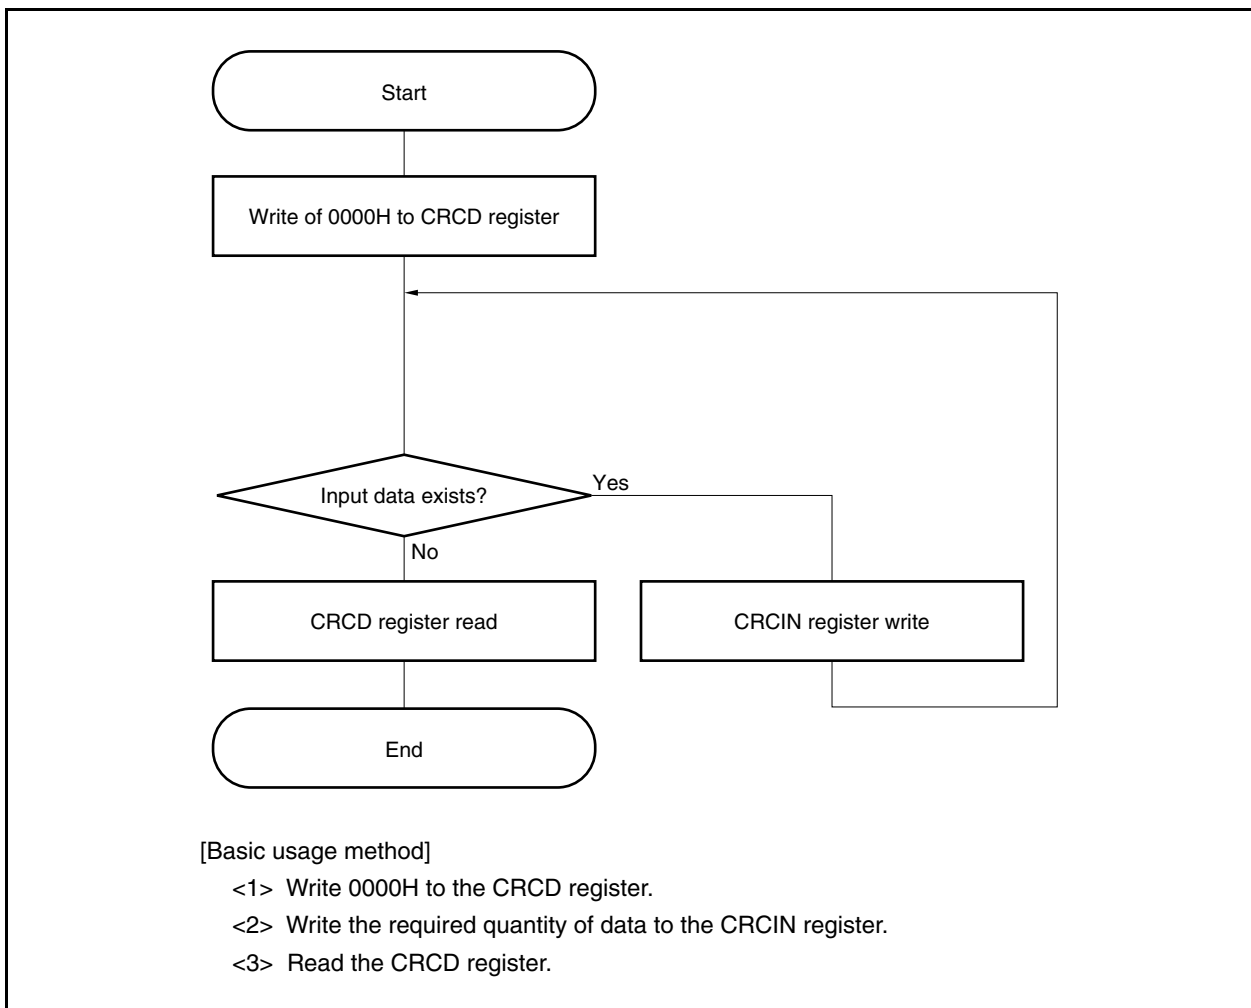 Start
Write of 0000H to CRCD register
Input data exists?
Yes
No
CRCD register read
CRCIN register write
End
[Basic usage method]
<1> Write 0000H to the CRCD register.
<2> Write the required quantity of data to the CRCIN register.
<3> Read the CRCD register.